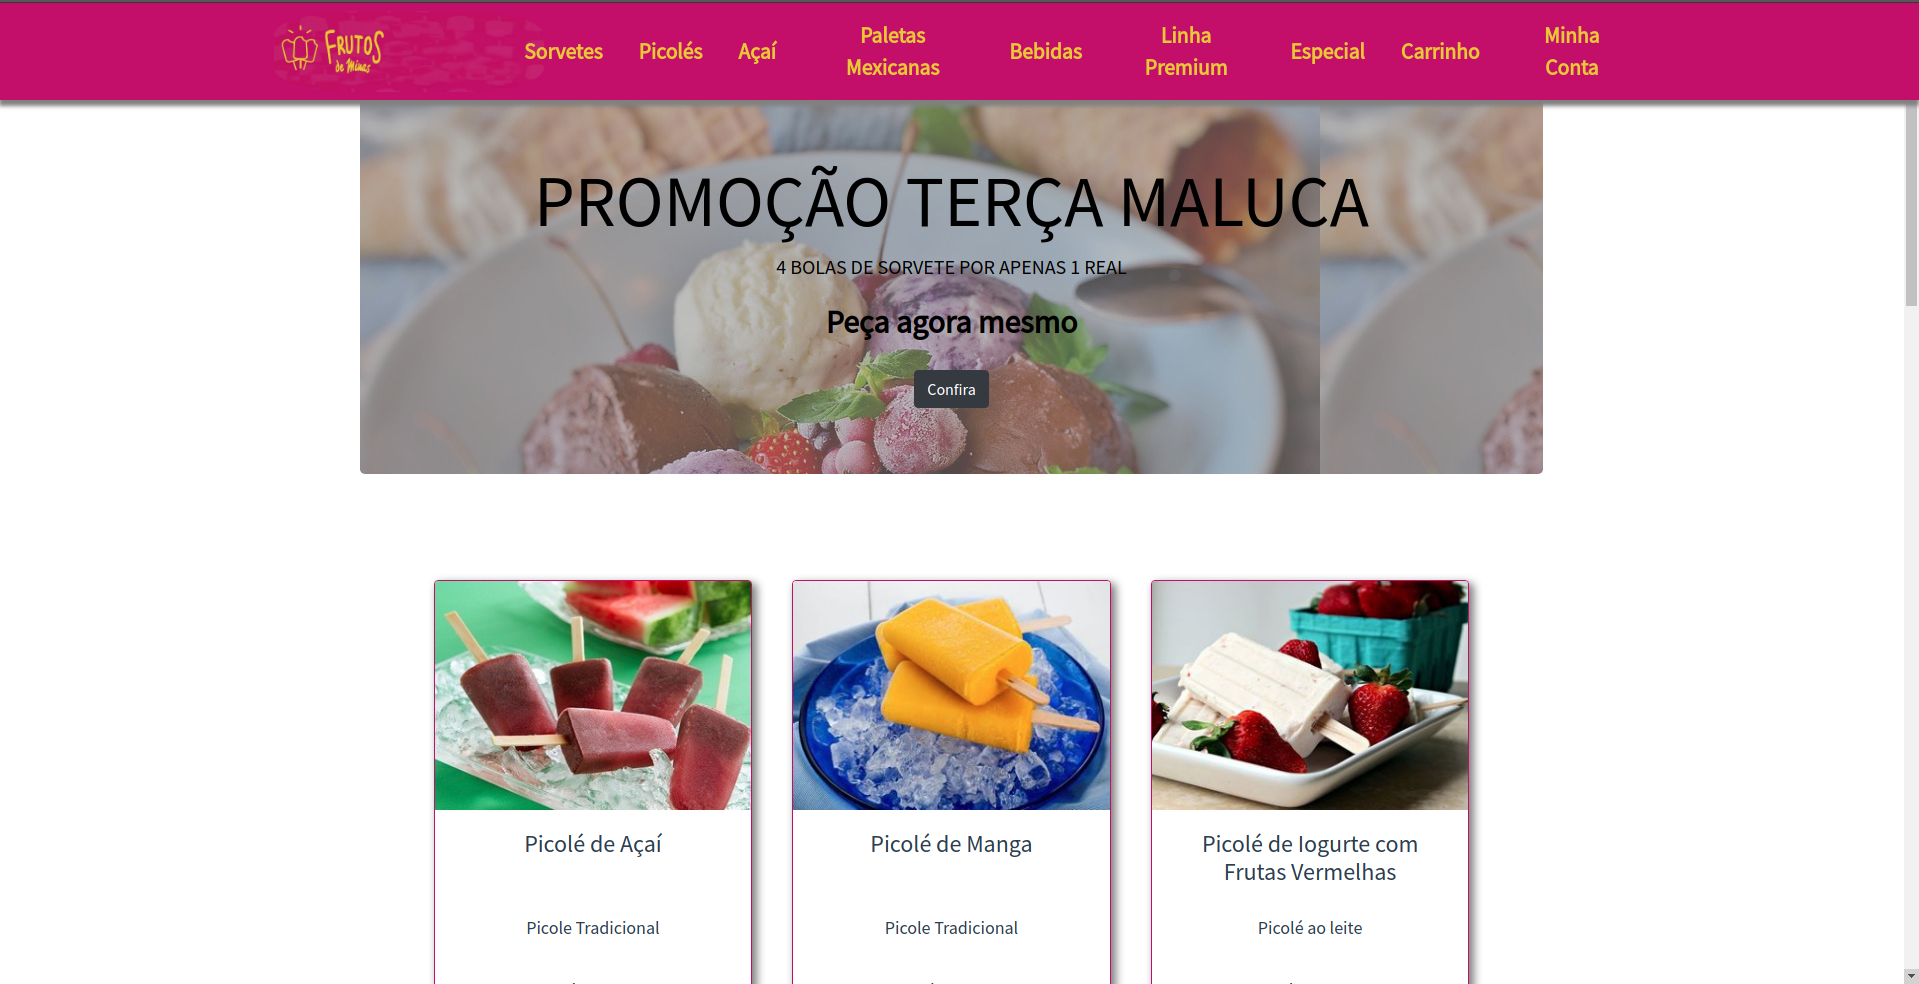 FRUTOS
de Minas
Sorvetes
Picolés
Açaí
Paletas
Mexicanas
Bebidas
Linha
Premium
Especial
Carrinho
Minha
Conta
PROMOÇÃO TERÇA MALUCA
4 BOLAS DE SORVETE POR APENAS 1 REAL
Peça agora mesmo
Confira
Picolé de Açaí
Picole Tradicional
Picolé de Manga
Picole Tradicional
Picolé de Iogurte com
Frutas Vermelhas
Picolé ao leite